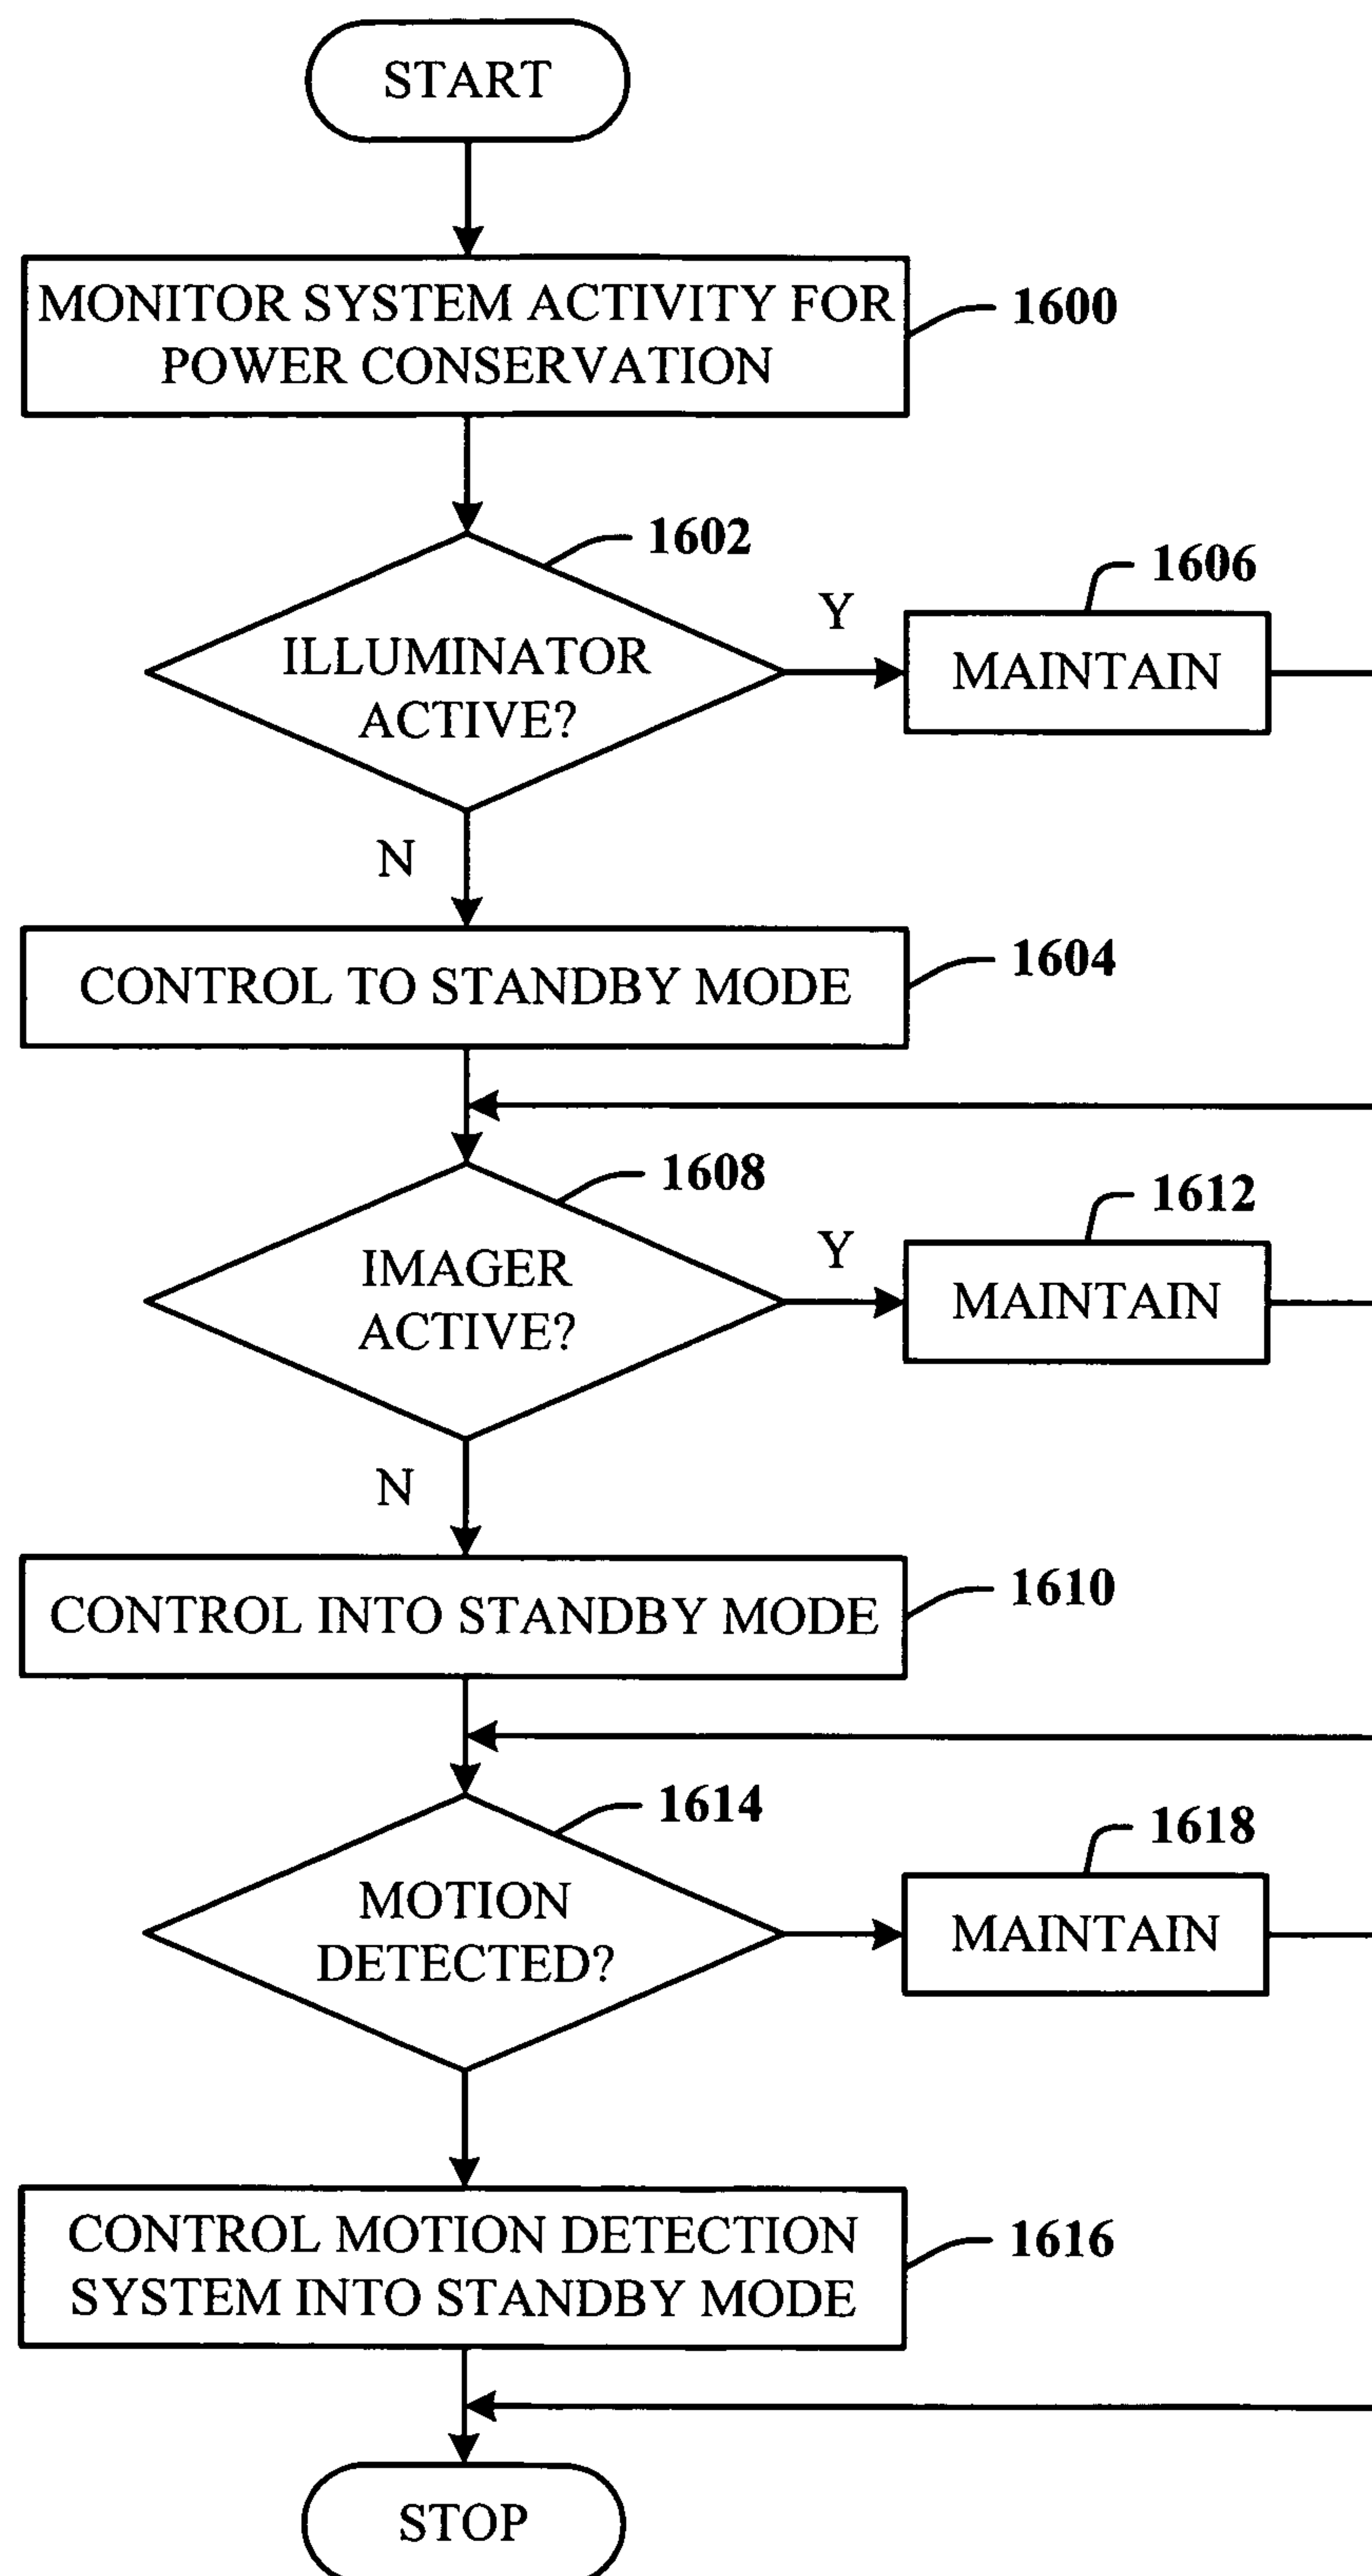 START
MONITOR SYSTEM ACTIVITY FOR
POWER CONSERVATION
1600
1602
ILLUMINATOR
ACTIVE?
Y
1606
MAINTAIN
N
CONTROL TO STANDBY MODE
1604
1608
IMAGER
ACTIVE?
Y
1612
MAINTAIN
N
CONTROL INTO STANDBY MODE
1610
1614
MOTION
DETECTED?
1618
MAINTAIN
CONTROL MOTION DETECTION
SYSTEM INTO STANDBY MODE
1616
STOP